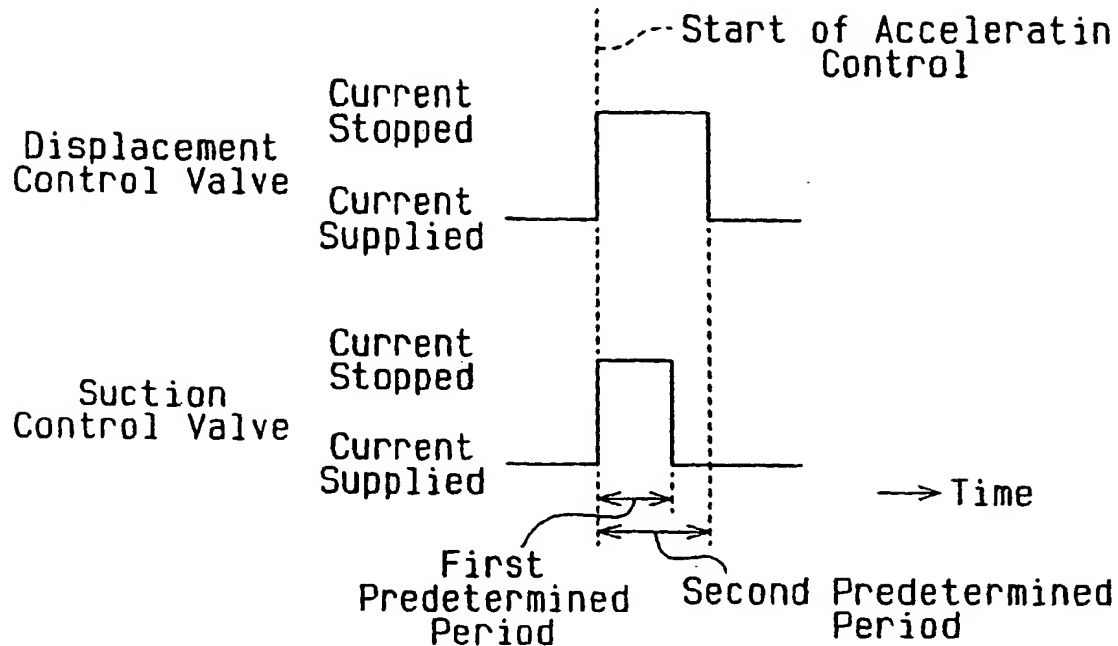 Start of Acceleratin
Control
Current
Stopped
Displacement
Control Valve
Current
Supplied
Current
Stopped
Suction
Control Valve
Current
Supplied
Time
First
Predetermined
Period
Second Predetermined
Period